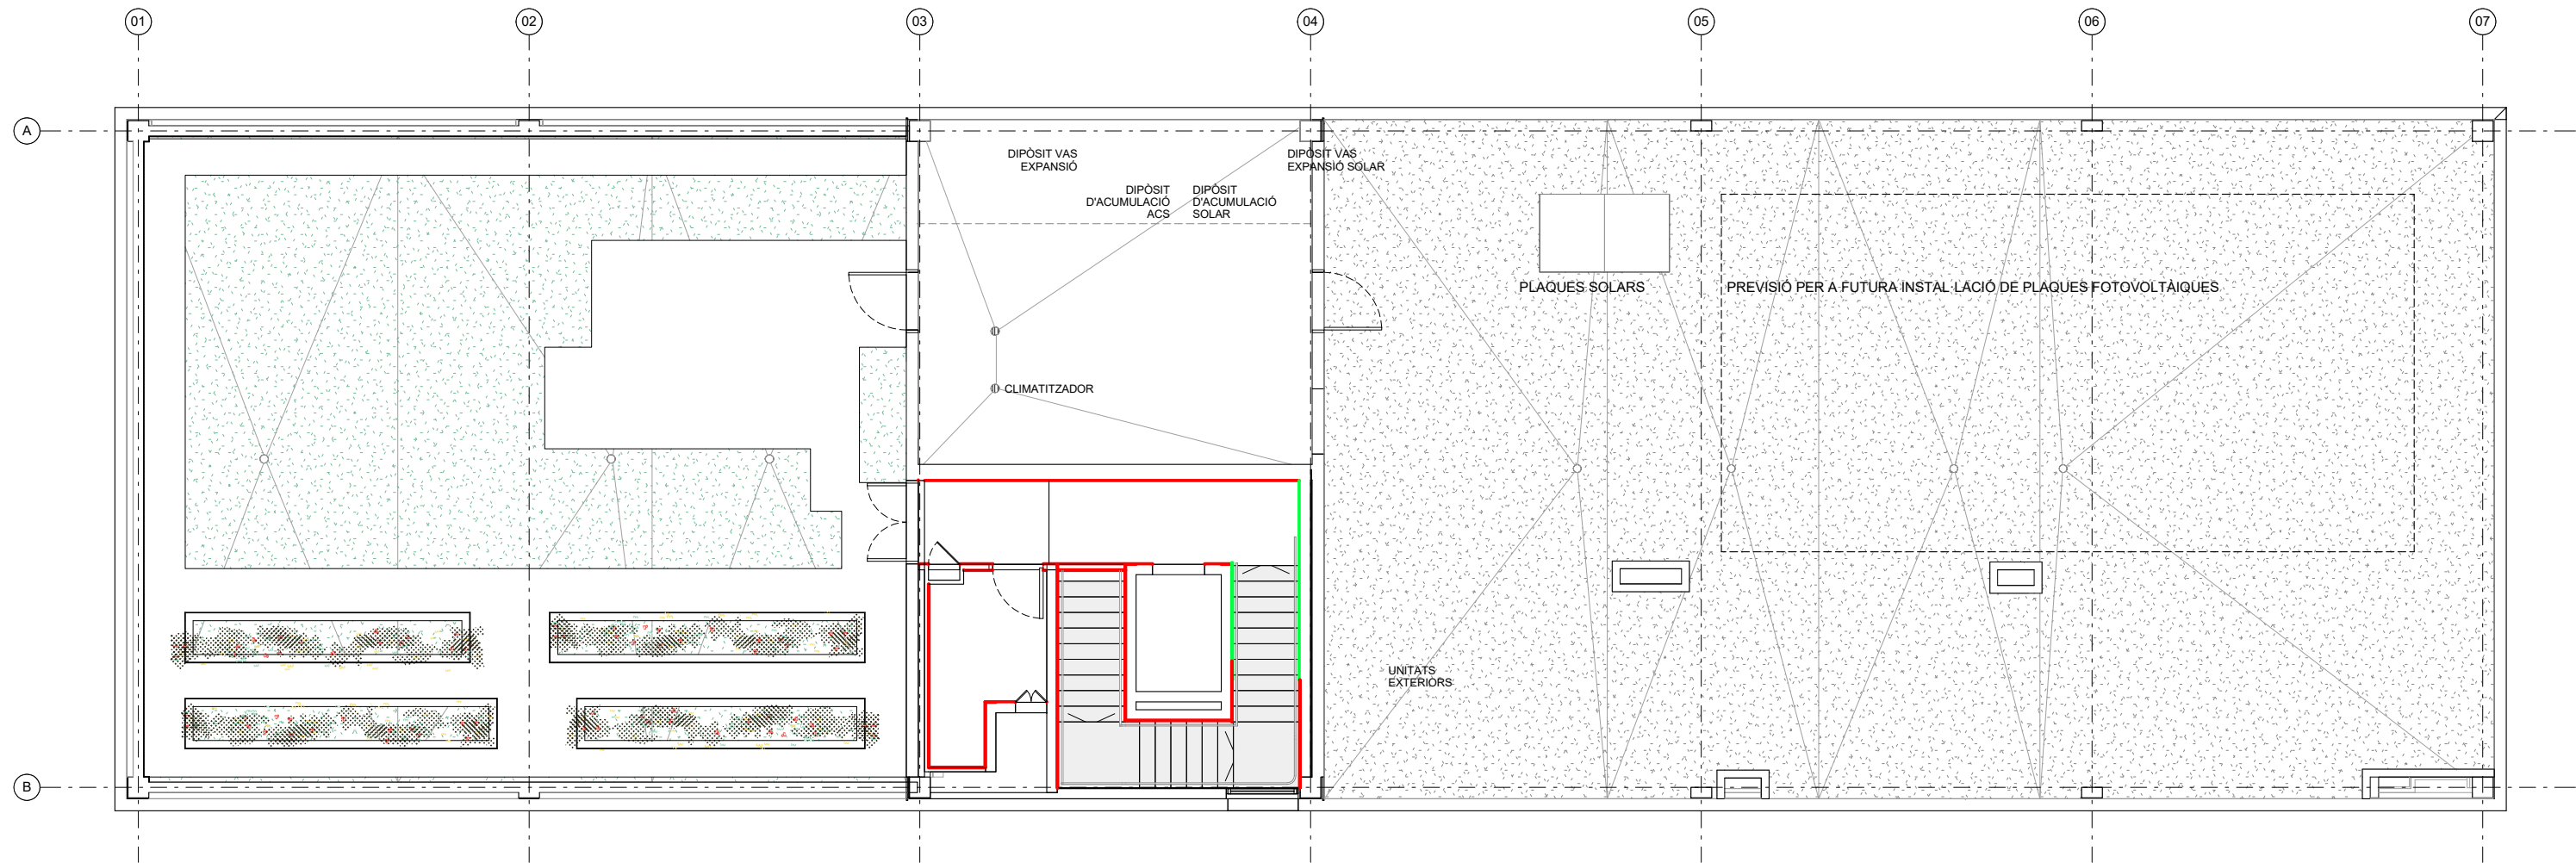 01
02
03
04
05
06
07
A
DIPÒSIT VAS
EXPANSIÓ
DIPÒSIT VAS
EXPANSIÓ SOLAR
DIPÒSIT
D'ACUMULACIÓ
ACS
DIPÓSIT
D'ACUMULACIÓ
SOLAR
PLAQUES SOLARS
PREVISIÓ PER A FUTURA INSTAL LACIÓ DE PLAQUES FOTOVOLTÀIQUES
CLIMATITZADOR
UNITATS
EXTERIORS
B